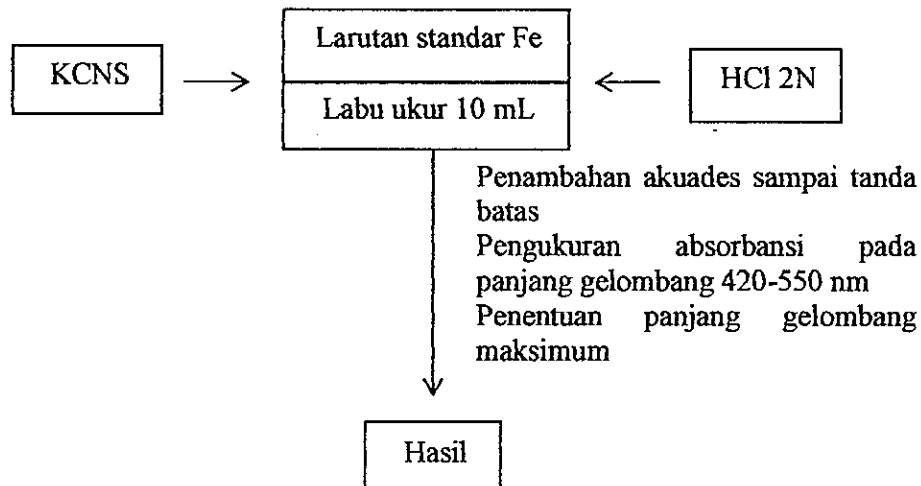 KCNS
Larutan standar Fe
Labu ukur 10 mL
HCl 2N
Penambahan akuades sampai tanda
batas
Pengukuran absorbansi pada
panjang gelombang 420-550 nm
Penentuan panjang gelombang
maksimum
Hasil